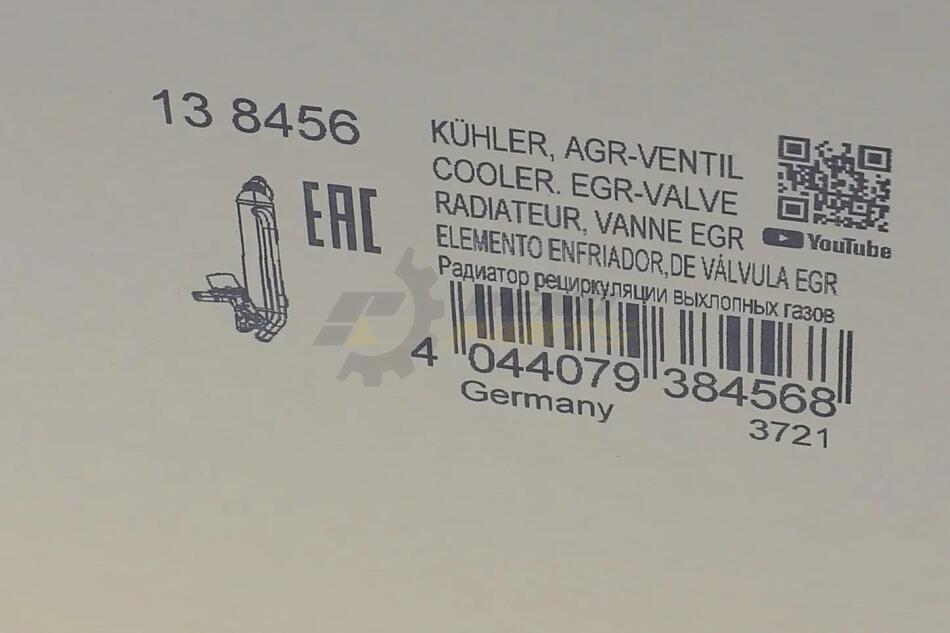 13 8456
EAC
KÜHLER, AGR-VENTIL
COOLER. EGR-VALVE
RADIATEUR, VANNE EGR
ELEMENTO ENFRIADOR, DE VÁLVULA EGR
Радиатор рециркуляции выхлопных газов
YouTube
4 044079 384568
Germany
3721